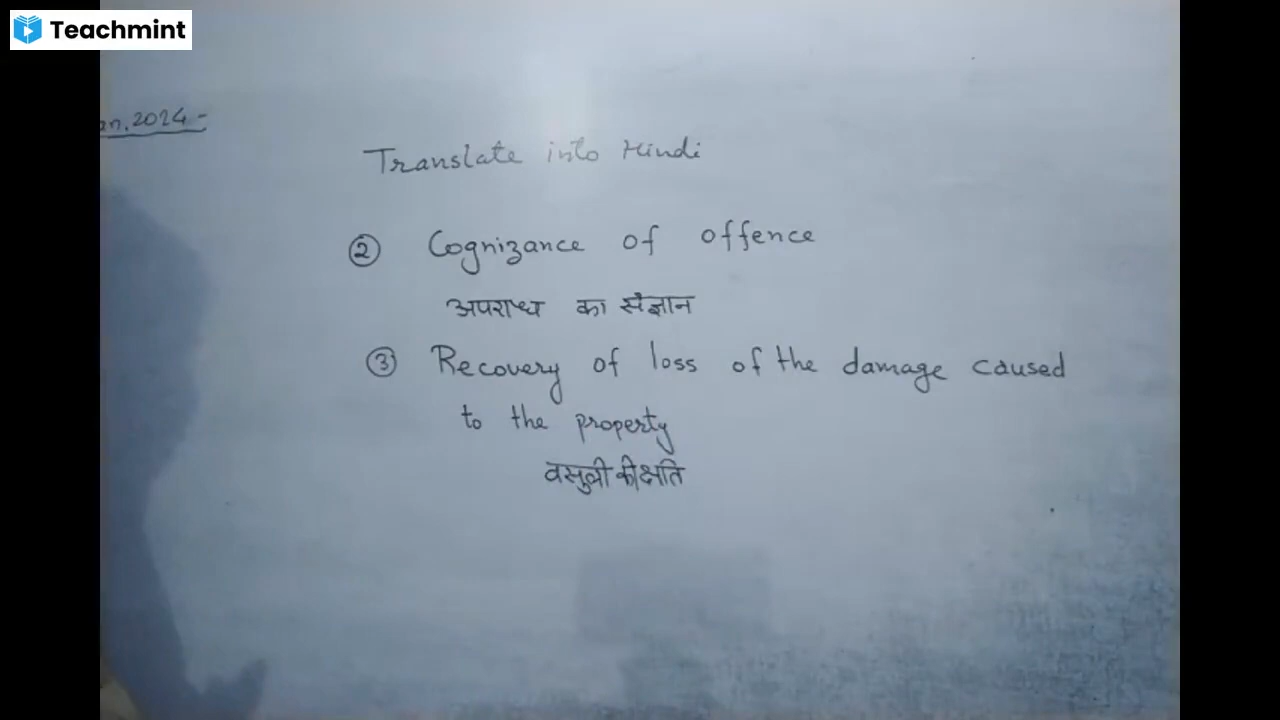 Teachmint
an.2024-
Translate into Hindi
② Cognizance of offence
अपराध का संज्ञान
③ Recovery of loss of the damage caused
to the property
वसुली की क्षति